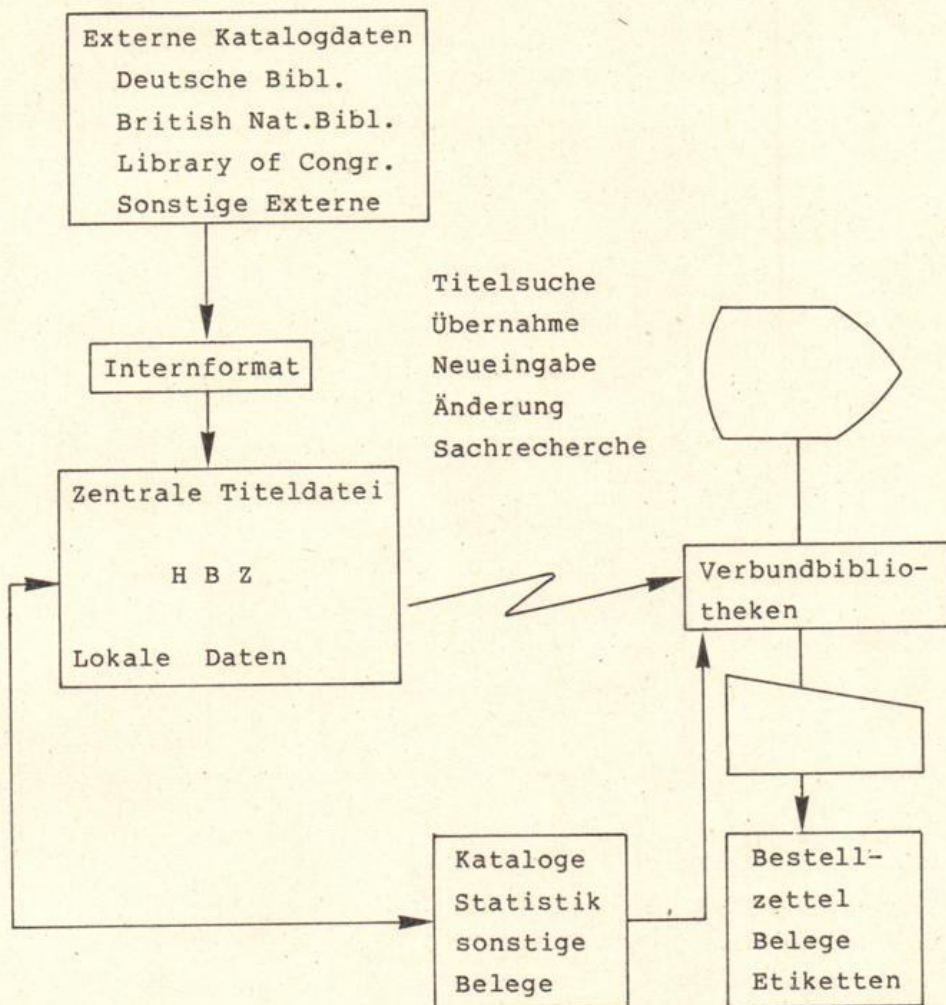 Externe Katalogdaten
Deutsche Bibl.
British Nat.Bibl.
Library of Congr.
Sonstige Externe
Internformat
Titelsuche
Übernahme
Neueingabe
Änderung
Sachrecherche
Zentrale Titeldatei
H B Z
Lokale Daten
Verbundbiblio-
theken
Kataloge
Statistik
sonstige
Belege
Bestell-
zettel
Belege
Etiketten